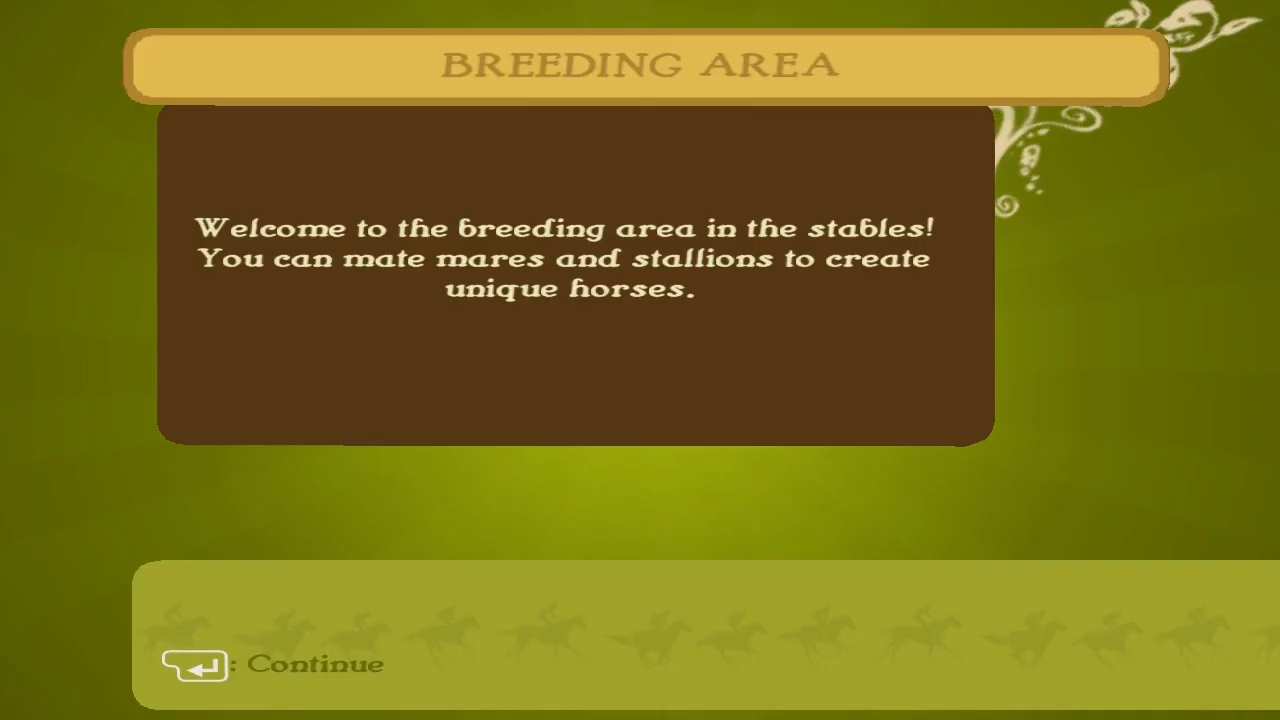 BREEDING AREA
Welcome to the breeding area in the stables!
You can mate mares and stallions to create
unique horses.
: Continue